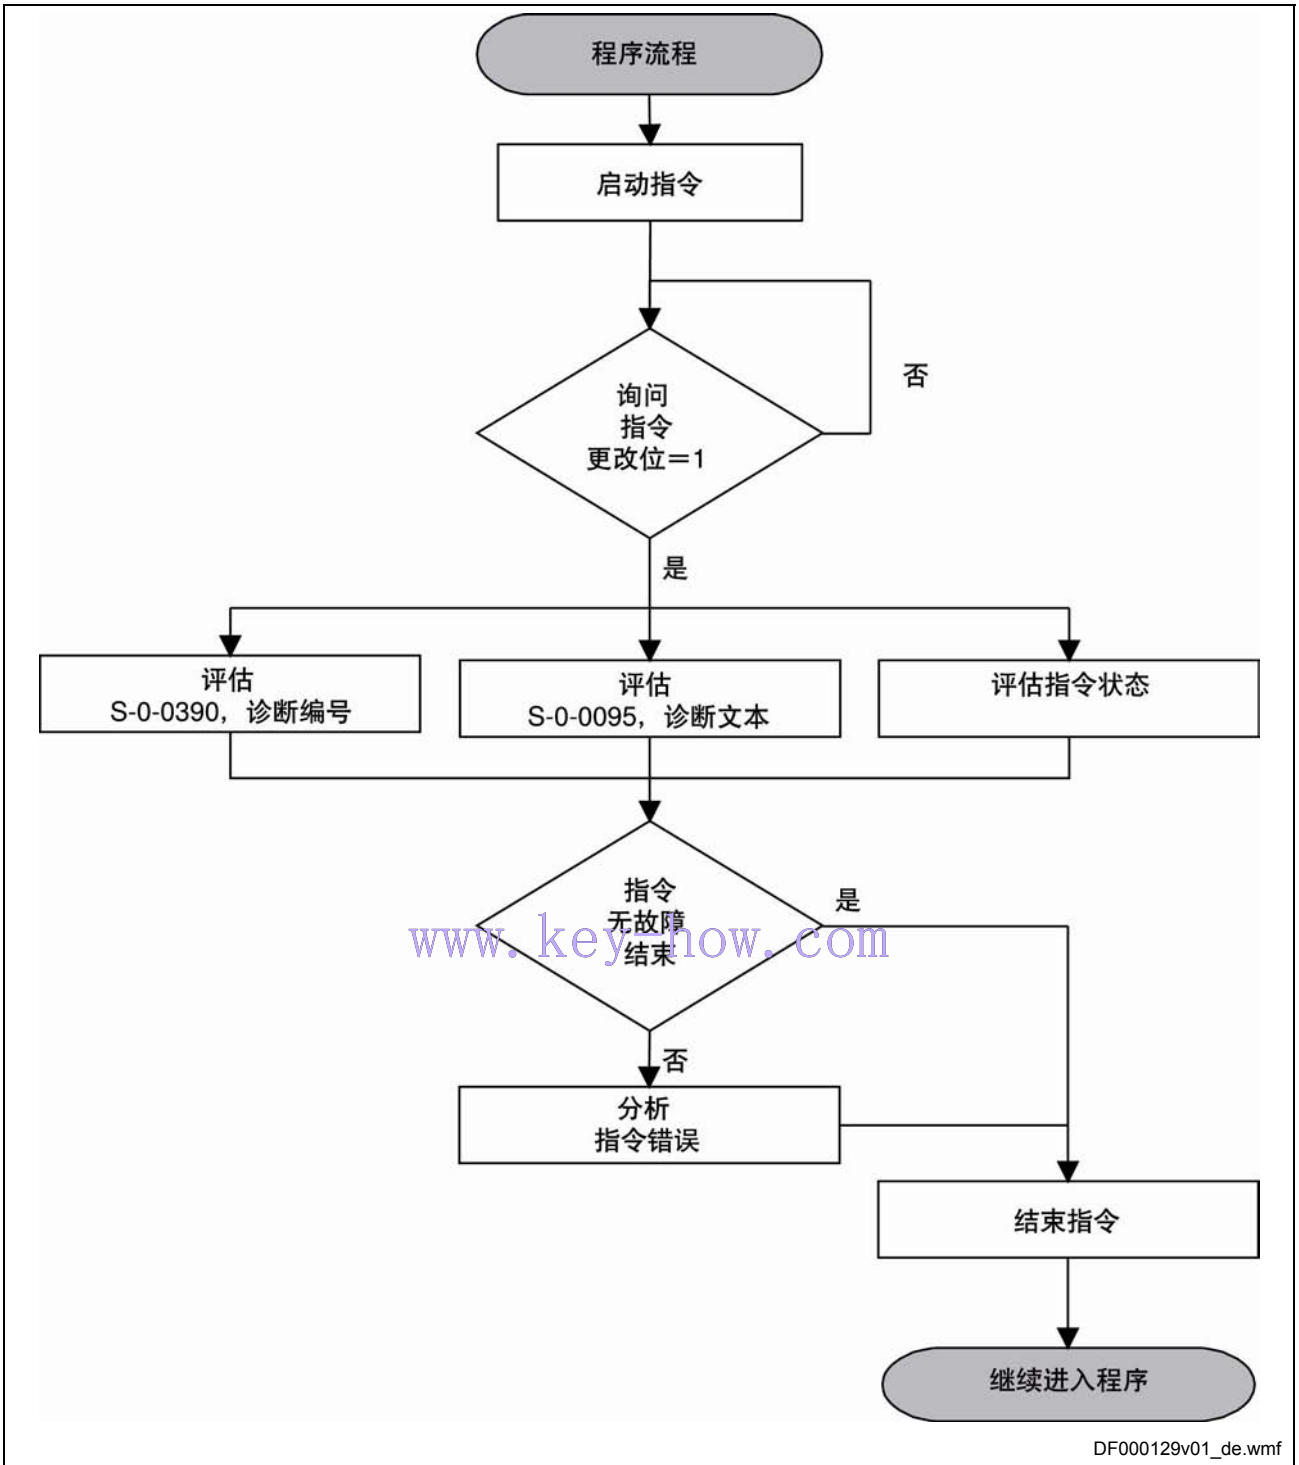 程序流程
启动指令
否
询问
指令
更改位＝1
是
评估
S-0-0390，诊断编号
评估
S-0-0095，诊断文本
评估指令状态
指令
无故障
结束
是
www.key-how.com
否
分析
指令错误
结束指令
继续进入程序
DF000129v01_de.wmf